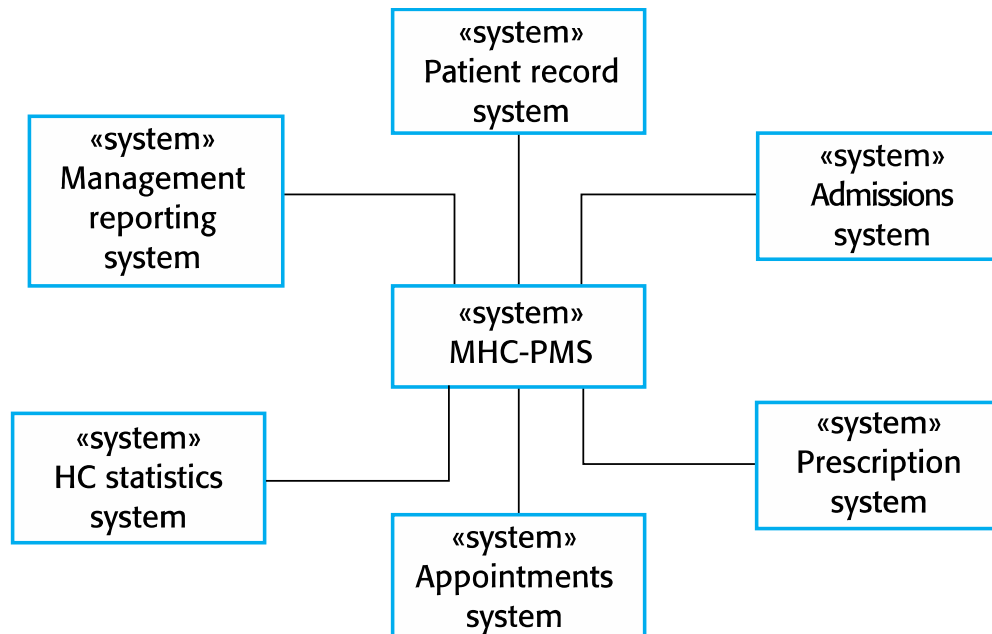 «system»
Patient record
system
«system»
Management
reporting
system
«system»
Admissions
system
«system»
MHC-PMS
«system»
HC statistics
system
«system»
Prescription
system
«system»
Appointments
system